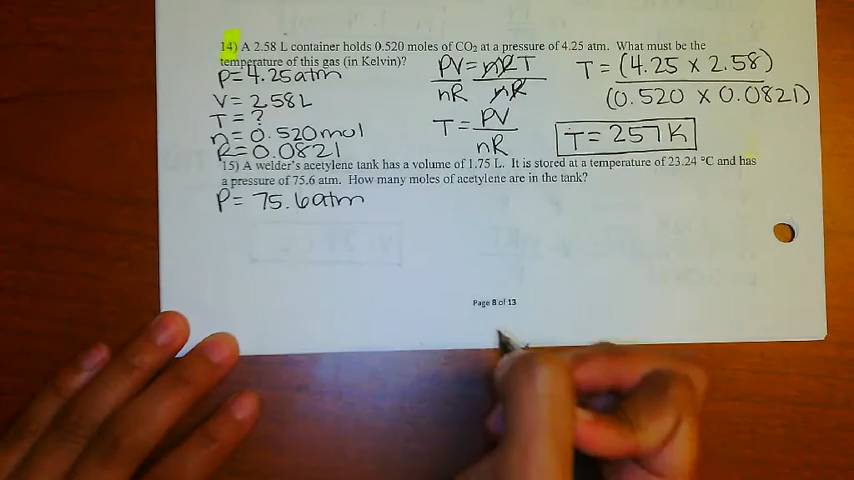 14) A 2.58 L container holds 0.520 moles of CO₂ at a pressure of 4.25 atm. What must be the
temperature of this gas (in Kelvin)?
P=4.25atm
V=2.58L
T=?
n=0.520mol
R=0.0821
PV=nRT
nR nR
T=PV
nR
T=(4.25 X 2.58)
(0.520 X 0.0821)
T=257K
15) A welder's acetylene tank has a volume of 1.75 L. It is stored at a temperature of 23.24 °C and has
a pressure of 75.6 atm. How many moles of acetylene are in the tank?
P=75.6atm
Page 8 of 13